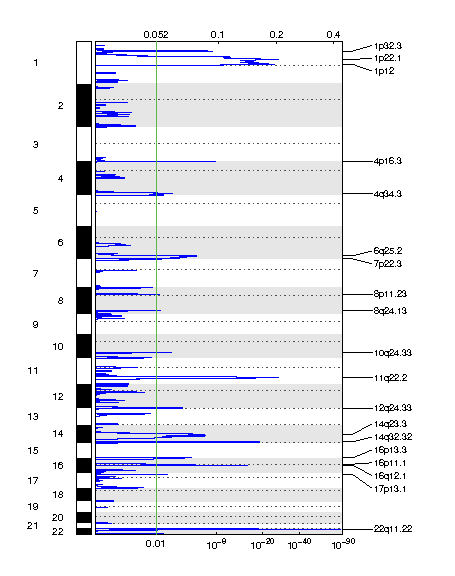 0.052 0.1 0.2 0.4
1p32.3
1p22.1
1 1p12
2
3
4p16.3
4
4q34.3
5
6 6q25.2
7p22.3
7
8p11.23
8
8q24.13
9
10 10q24.33
11 11q22.2
12 12q24.33
13
14q23.3
14 14q32.32
15 16p13.3
16 16p11.1
16q12.1
17 17p13.1
18
19
20
21
22 22q11.22
0.01 10⁻⁹ 10⁻²⁰ 10⁻⁴⁰ 10⁻⁹⁰